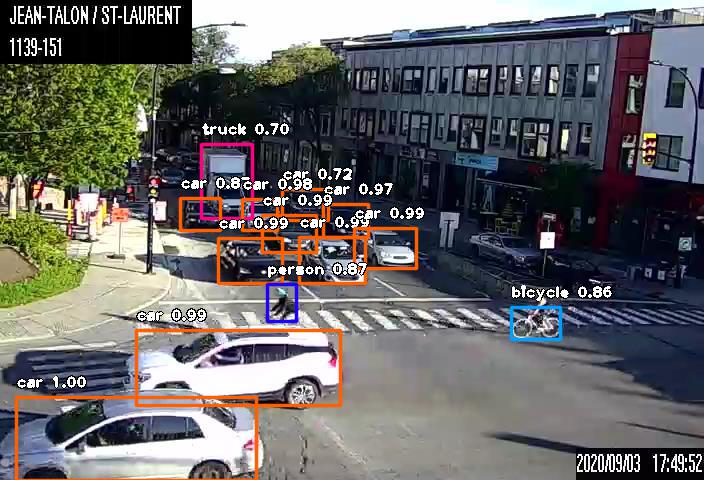 JEAN-TALON / ST-LAURENT
1139-151
truck 0.70
car 0.72
car 0.87
car 0.98
car 0.97
car 0.99
car 0.99
car 0.99
car 0.99
person 0.87
bicycle 0.86
car 0.99
car 1.00
2020/09/03 17:49:52